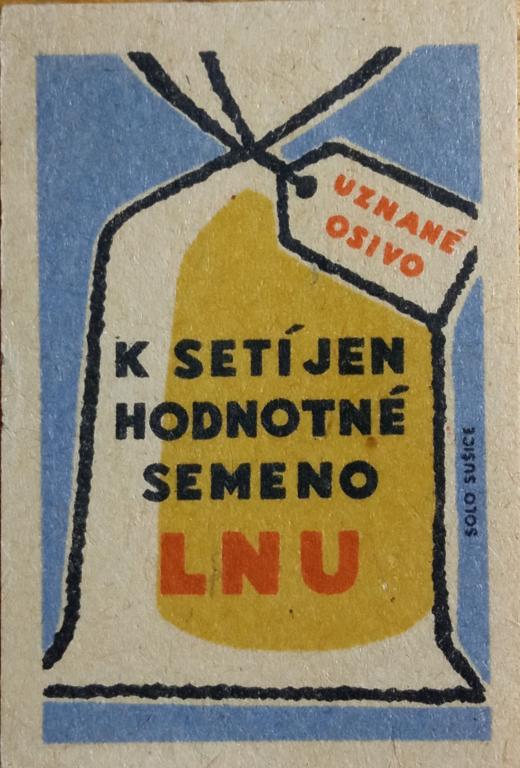 UZNANÉ
OSIVO
K SETÍ JEN
HODNOTNÉ
SEMENO
LNU
SOLO SUŠICE